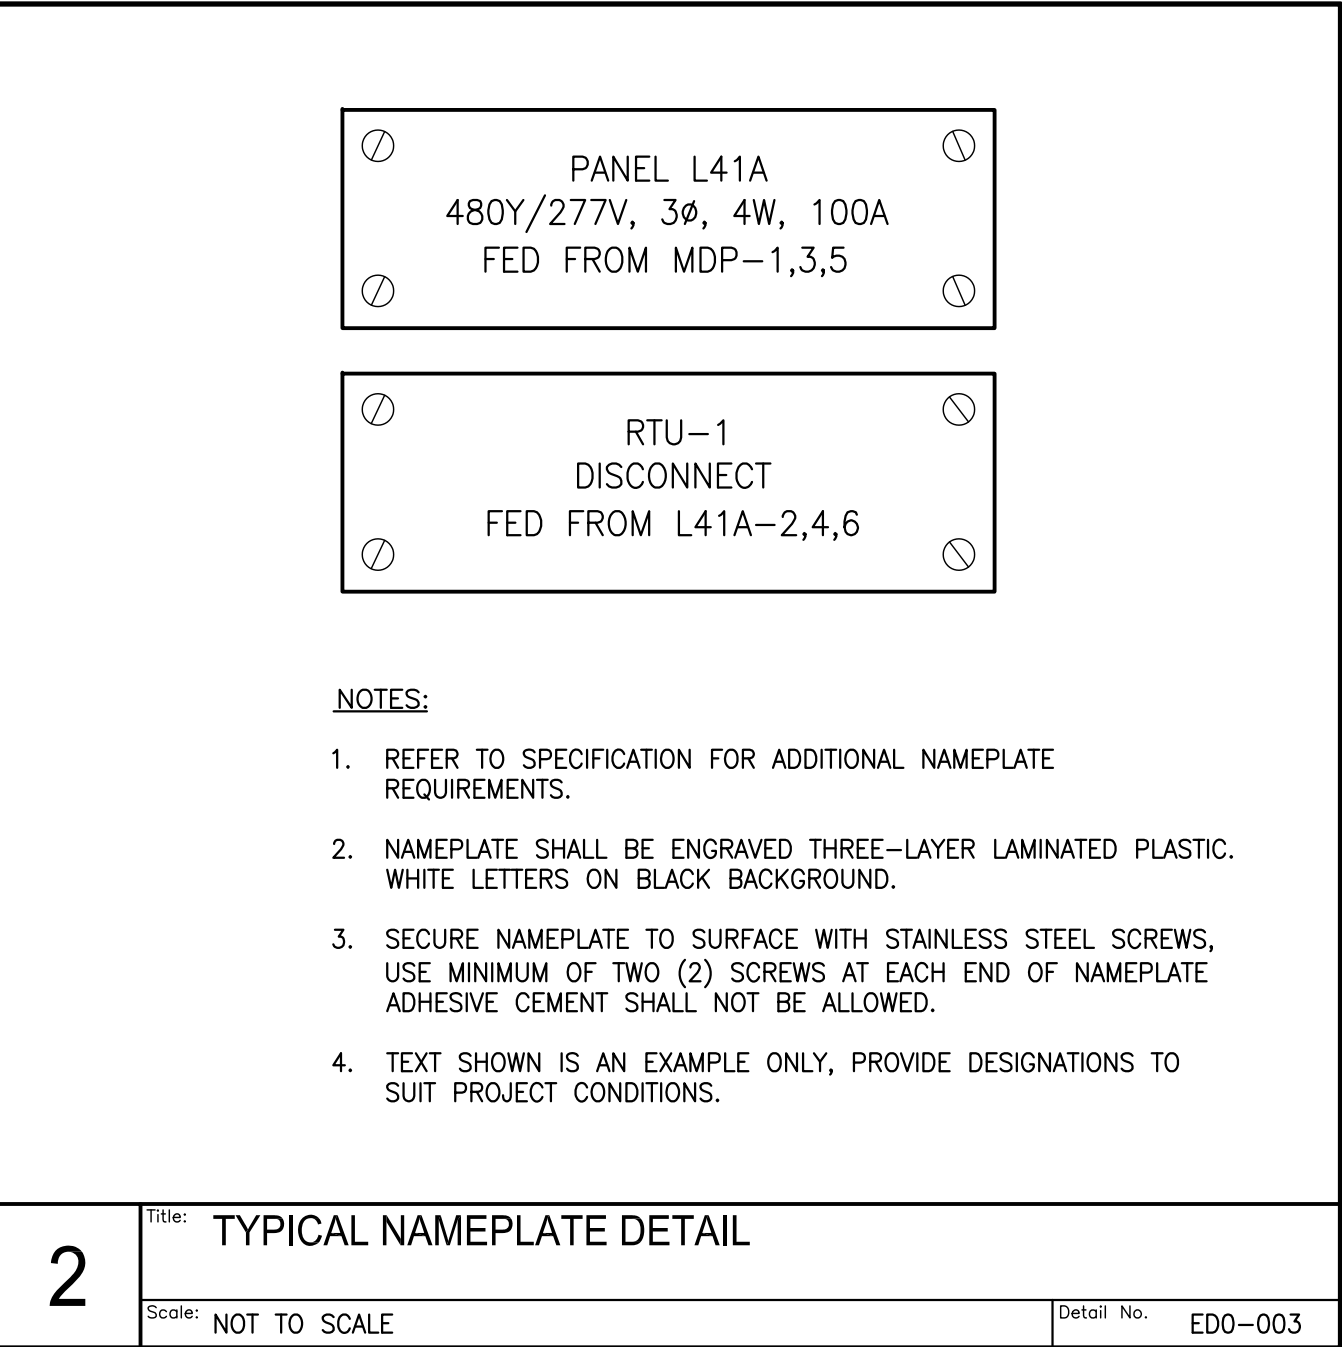 PANEL L41A
480Y/277V, 3ø, 4W, 100A
FED FROM MDP-1,3,5
RTU-1
DISCONNECT
FED FROM L41A-2,4,6
NOTES:
1. REFER TO SPECIFICATION FOR ADDITIONAL NAMEPLATE
REQUIREMENTS.
2. NAMEPLATE SHALL BE ENGRAVED THREE-LAYER LAMINATED PLASTIC.
WHITE LETTERS ON BLACK BACKGROUND.
3. SECURE NAMEPLATE TO SURFACE WITH STAINLESS STEEL SCREWS,
USE MINIMUM OF TWO (2) SCREWS AT EACH END OF NAMEPLATE
ADHESIVE CEMENT SHALL NOT BE ALLOWED.
4. TEXT SHOWN IS AN EXAMPLE ONLY, PROVIDE DESIGNATIONS TO
SUIT PROJECT CONDITIONS.
2
Title: TYPICAL NAMEPLATE DETAIL
Scale: NOT TO SCALE
Detail No. ED0-003